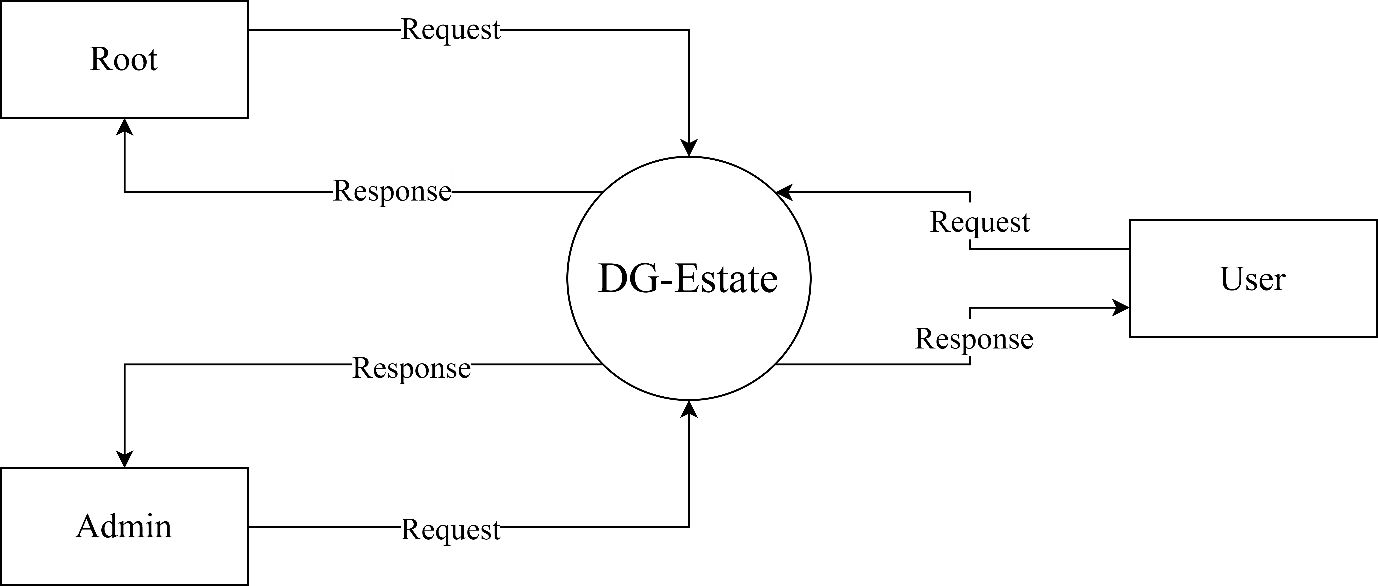 Request
Root
Response
Request
DG-Estate
User
Response
Response
Admin
Request